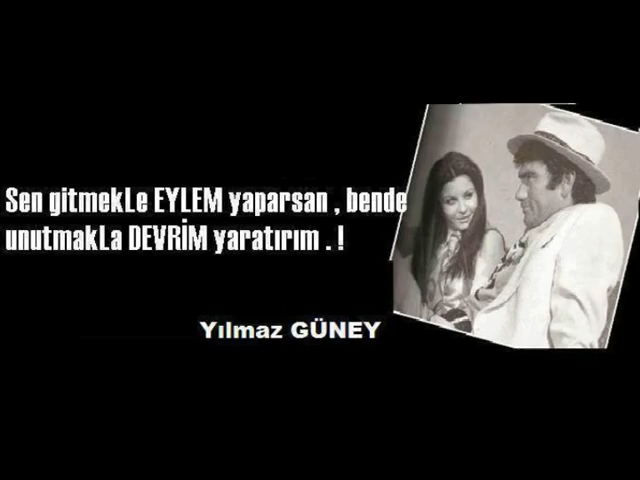 Sen gitmekLe EYLEM yaparsan , bende
unutmakLa DEVRİM yaratırım . !
Yılmaz GÜNEY